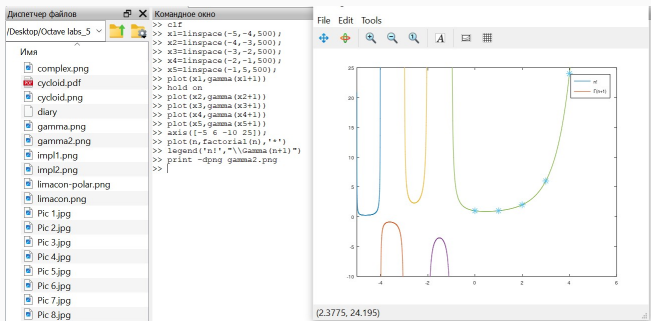 Диспетчер файлов
/Desktop/Octave labs_5
Имя
complex.png
cycloid.pdf
cycloid.png
diary
gamma.png
gamma2.png
impl1.png
impl2.png
limacon-polar.png
limacon.png
Pic 1.jpg
Pic 2.jpg
Pic 3.jpg
Pic 4.jpg
Pic 5.jpg
Pic 6.jpg
Pic 7.jpg
Pic 8.jpg
Командное окно
>> clf
>> x1=linspace(-5,-4,500);
>> x2=linspace(-4,-3,500);
>> x3=linspace(-3,-2,500);
>> x4=linspace(-2,-1,500);
>> x5=linspace(-1,5,500);
>> plot(x1,gamma(x1+1))
>> hold on
>> plot(x2,gamma(x2+1))
>> plot(x3,gamma(x3+1))
>> plot(x4,gamma(x4+1))
>> plot(x5,gamma(x5+1))
>> axis([-5 6 -10 25]);
>> plot(n,factorial(n),'*')
>> legend('n!',"\\Gamma(n+1)")
>> print -dpng gamma2.png
>>
File Edit Tools
A
25
20
15
10
5
0
-5
-10
-4
-2
0
2
4
6
n!
Γ(n+1)
(2.3775, 24.195)